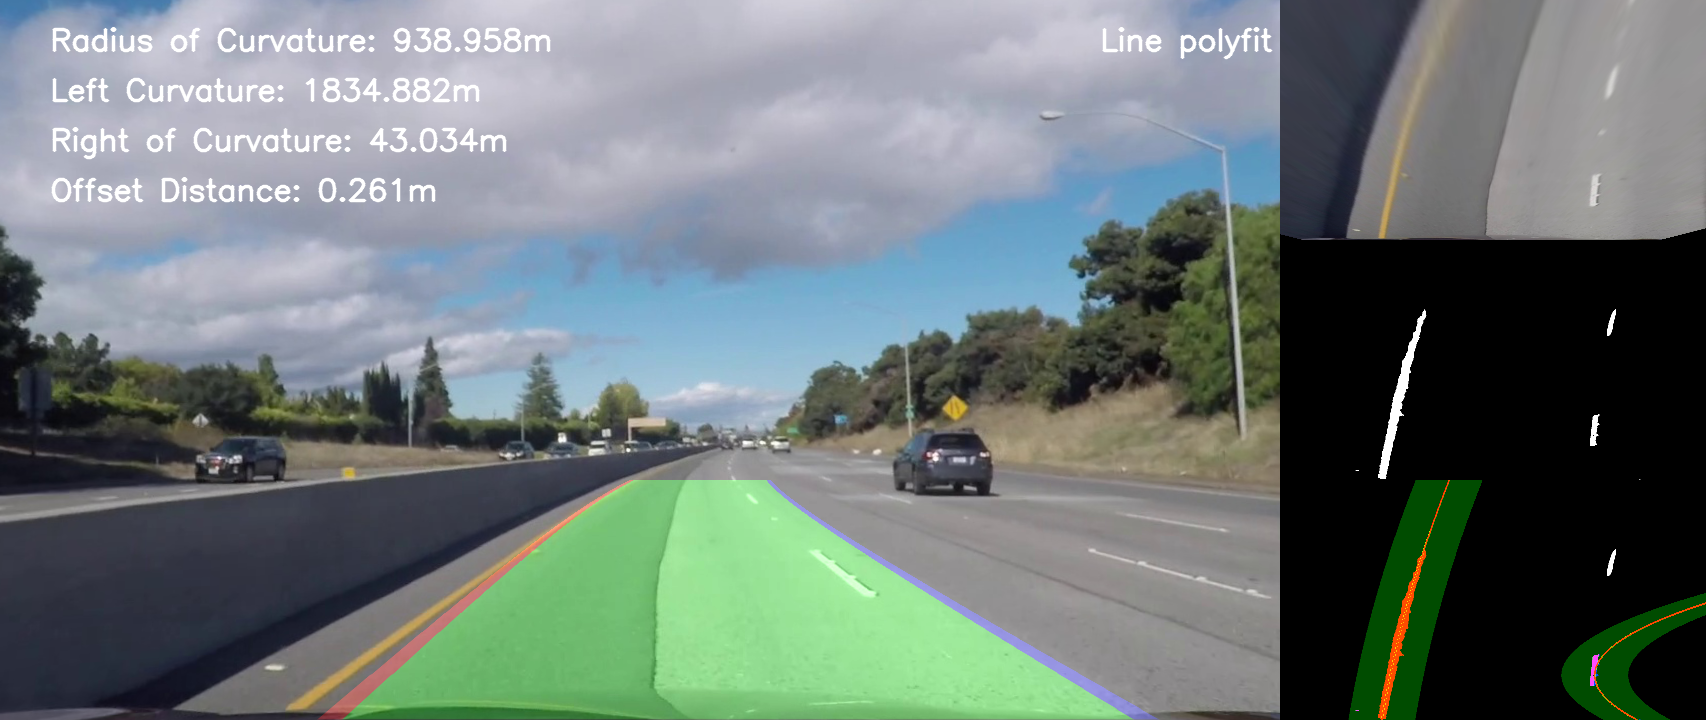 Radius of Curvature: 938.958m
Line polyfit
Left Curvature: 1834.882m
Right of Curvature: 43.034m
Offset Distance: 0.261m